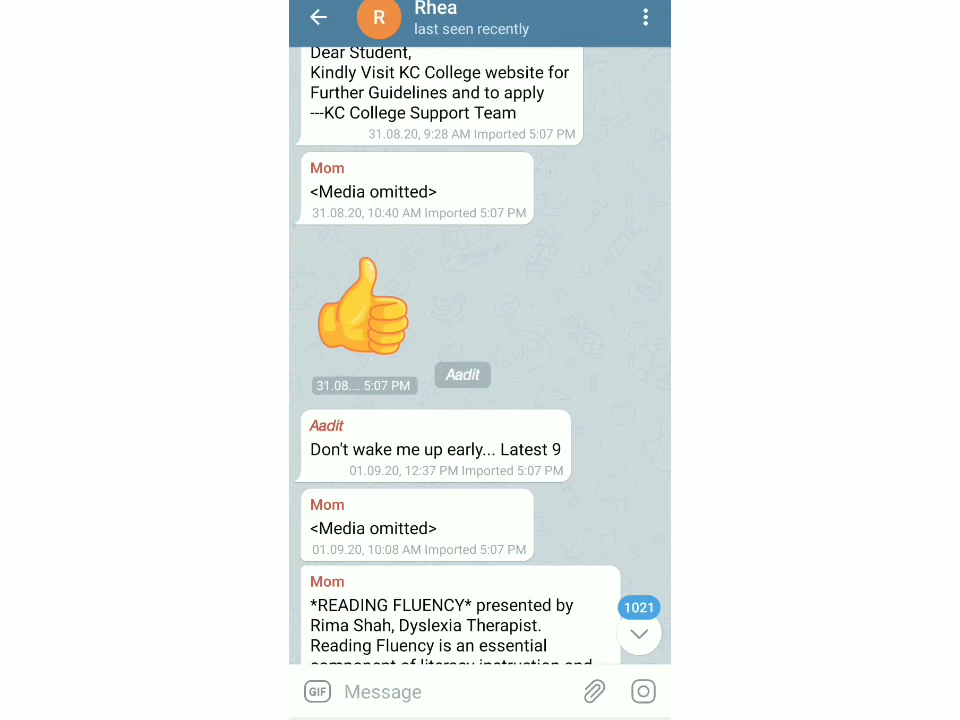 R
Rhea
last seen recently
Dear Student,
Kindly Visit KC College website for
Further Guidelines and to apply
---KC College Support Team
31.08.20, 9:28 AM Imported 5:07 PM
Mom
<Media omitted>
31.08.20, 10:40 AM Imported 5:07 PM
31.08.... 5:07 PM
Aadit
Aadit
Don't wake me up early... Latest 9
01.09.20, 12:37 PM Imported 5:07 PM
Mom
<Media omitted>
01.09.20, 10:08 AM Imported 5:07 PM
Mom
*READING FLUENCY* presented by
Rima Shah, Dyslexia Therapist.
Reading Fluency is an essential
component of literacy instruction and
1021
GIF
Message